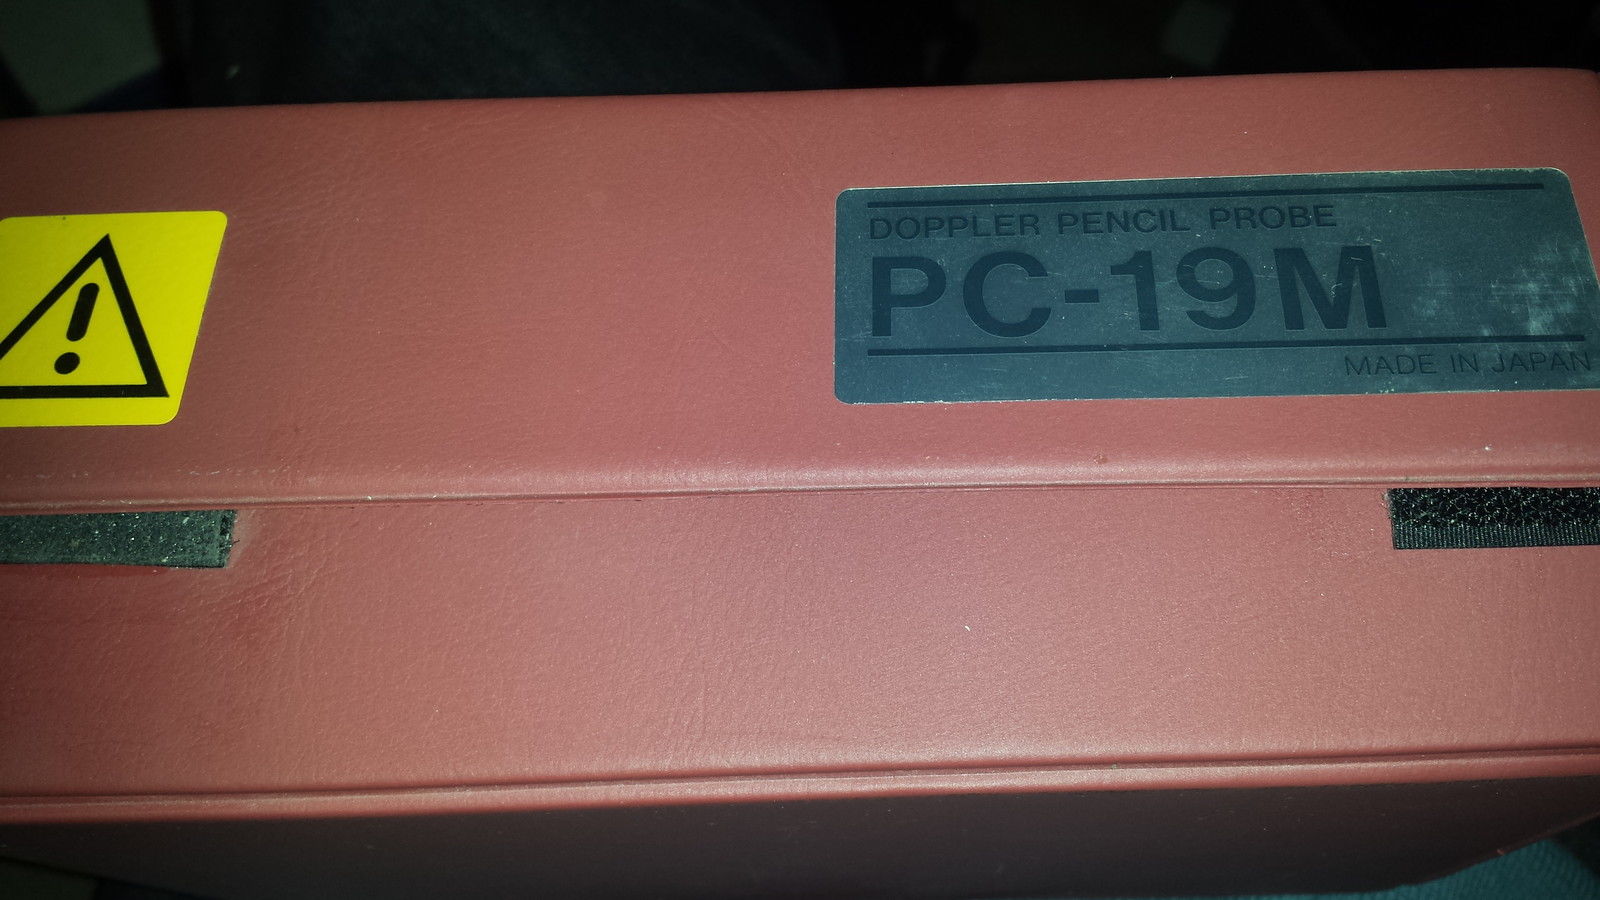 DOPPLER PENCIL PROBE
PC-19M
MADE IN JAPAN